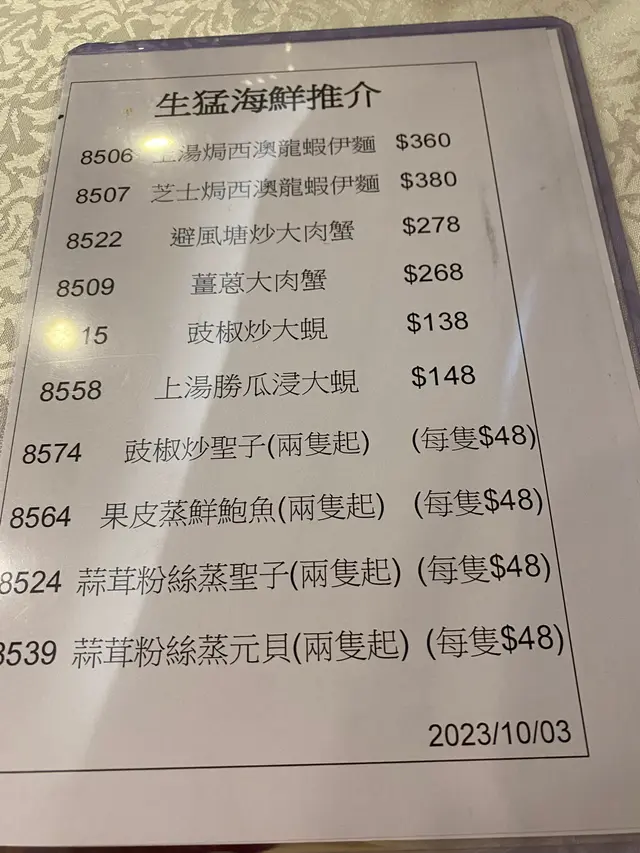 生猛海鮮推介
8506 上湯焗西澳龍蝦伊麵 $360
8507 芝士焗西澳龍蝦伊麵 $380
8522 避風塘炒大肉蟹 $278
8509 薑蔥大肉蟹 $268
15 豉椒炒大蜆 $138
8558 上湯勝瓜浸大蜆 $148
8574 豉椒炒聖子(兩隻起) (每隻$48)
8564 果皮蒸鮮鮑魚(兩隻起) (每隻$48)
8524 蒜茸粉絲蒸聖子(兩隻起) (每隻$48)
8539 蒜茸粉絲蒸元貝(兩隻起) (每隻$48)
2023/10/03